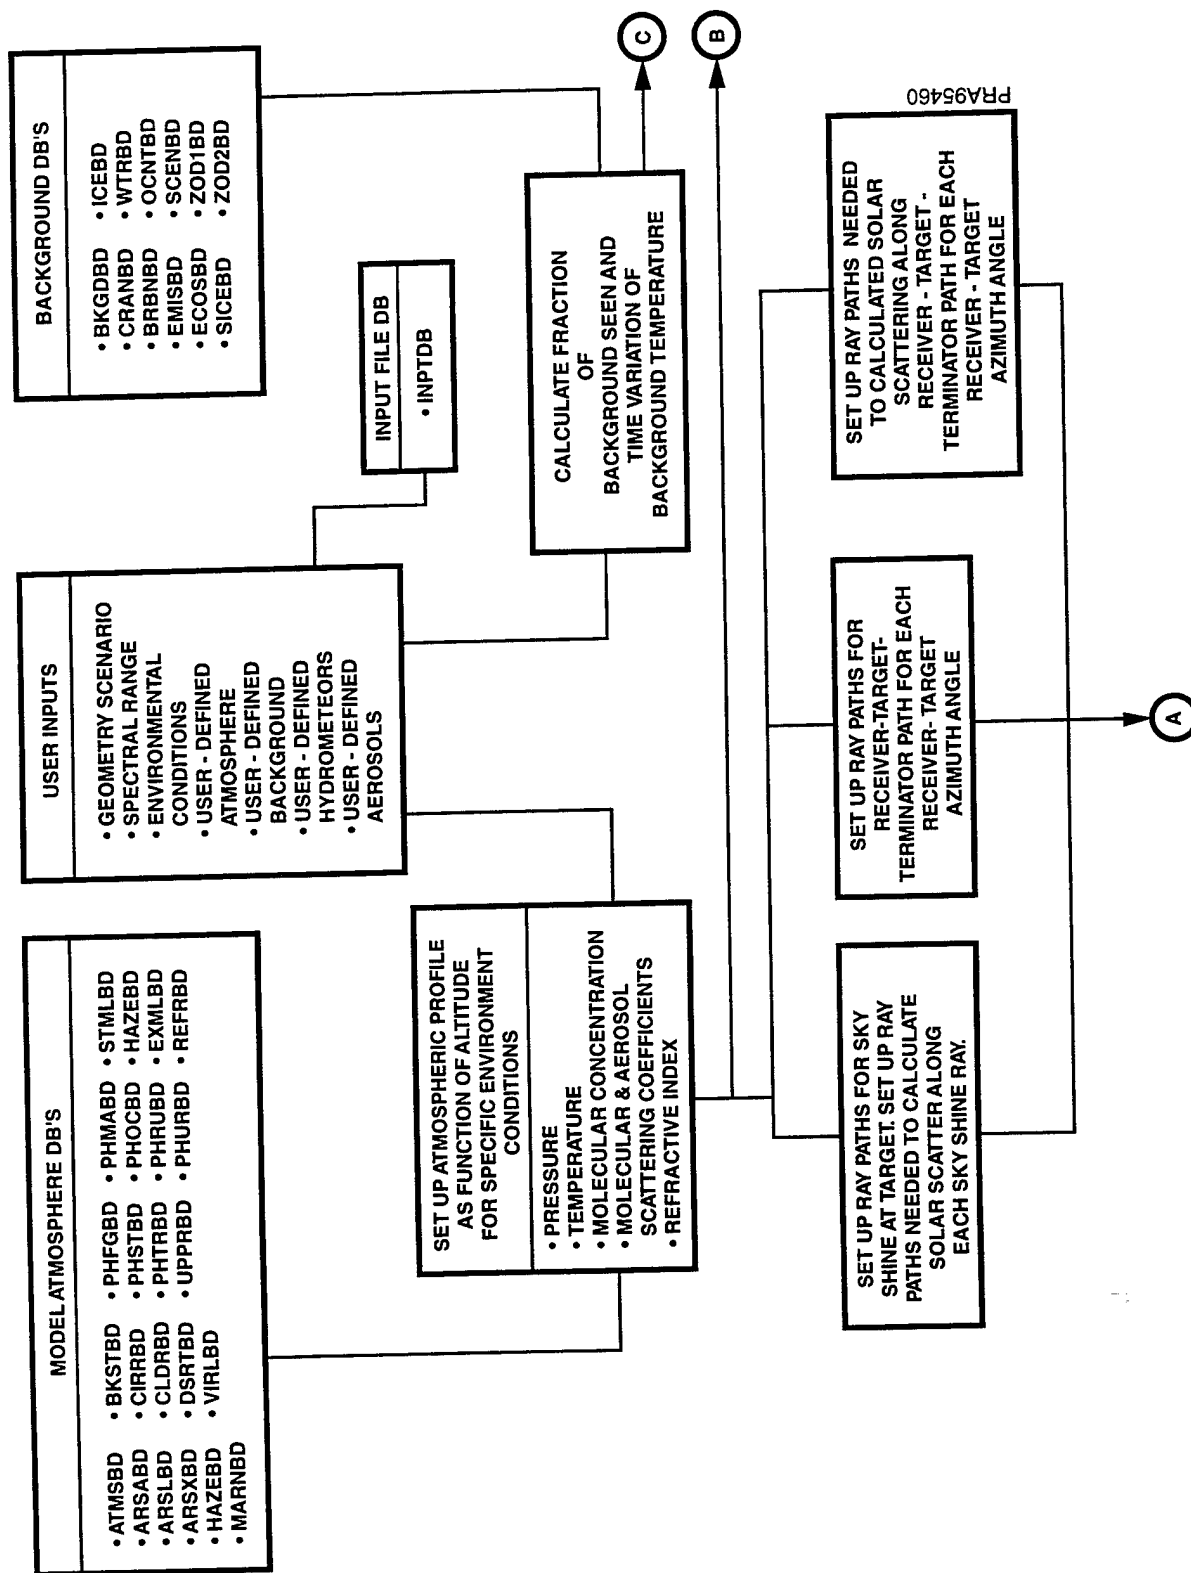 MODEL ATMOSPHERE DB'S
• ATMSBD • BKSTBD • PHFGBD • PHMABD • STMLBD
• ARSABD • CIRRBD • PHSTBD • PHOCBD • HAZEBD
• ARSLBD • CLDRBD • PHTRBD • PHRUBD • EXMLBD
• ARSXBD • DSRTBD • UPPRBD • PHURBD • REFRBD
• HAZEBD • VIRLBD
• MARNBD
USER INPUTS
• GEOMETRY SCENARIO
• SPECTRAL RANGE
• ENVIRONMENTAL
CONDITIONS
• USER - DEFINED
ATMOSPHERE
• USER - DEFINED
BACKGROUND
• USER - DEFINED
HYDROMETEORS
• USER - DEFINED
AEROSOLS
BACKGROUND DB'S
• BKGDBD • ICEBD
• CRANBD • WTRBD
• BRBNBD • OCNTBD
• EMISBD • SCENBD
• ECOSBD • ZOD1BD
• SICEBD • ZOD2BD
INPUT FILE DB
• INPTDB
SET UP ATMOSPHERIC PROFILE
AS FUNCTION OF ALTITUDE
FOR SPECIFIC ENVIRONMENT
CONDITIONS
• PRESSURE
• TEMPERATURE
• MOLECULAR CONCENTRATION
• MOLECULAR & AEROSOL
SCATTERING COEFFICIENTS
• REFRACTIVE INDEX
CALCULATE FRACTION
OF
BACKGROUND SEEN AND
TIME VARIATION OF
BACKGROUND TEMPERATURE
C
B
SET UP RAY PATHS FOR SKY
SHINE AT TARGET. SET UP RAY
PATHS NEEDED TO CALCULATE
SOLAR SCATTER ALONG
EACH SKY SHINE RAY.
SET UP RAY PATHS FOR
RECEIVER-TARGET-
TERMINATOR PATH FOR EACH
RECEIVER- TARGET
AZIMUTH ANGLE
SET UP RAY PATHS NEEDED
TO CALCULATED SOLAR
SCATTERING ALONG
RECEIVER - TARGET -
TERMINATOR PATH FOR EACH
RECEIVER - TARGET
AZIMUTH ANGLE
A
PRA95460